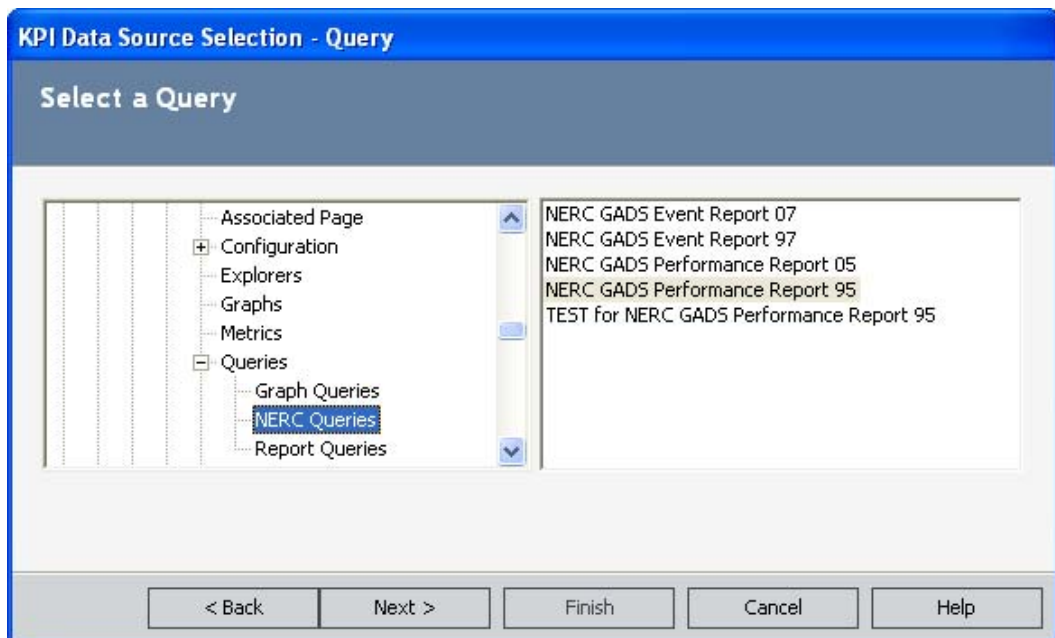 KPI Data Source Selection - Query
Select a Query
Associated Page
Configuration
Explorers
Graphs
Metrics
Queries
Graph Queries
NERC Queries
Report Queries
NERC GADS Event Report 07
NERC GADS Event Report 97
NERC GADS Performance Report 05
NERC GADS Performance Report 95
TEST for NERC GADS Performance Report 95
< Back
Next >
Finish
Cancel
Help